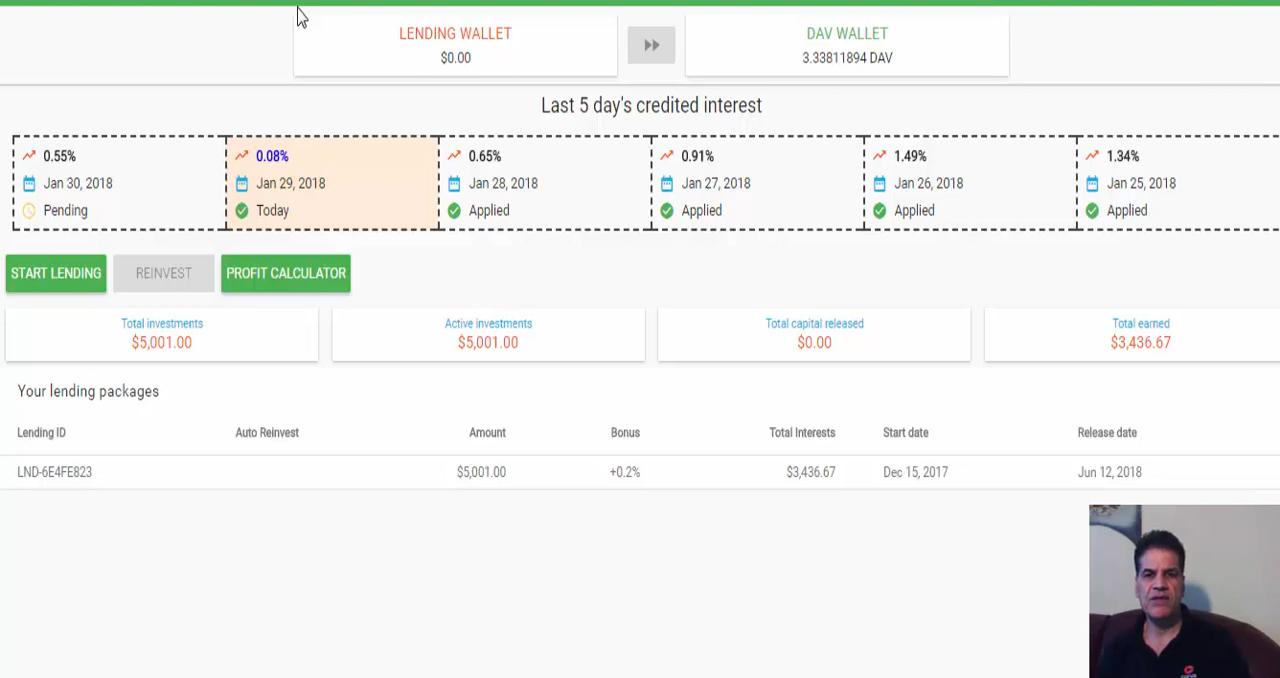 LENDING WALLET
$0.00
DAV WALLET
3.33811894 DAV
Last 5 day's credited interest
0.55%
Jan 30, 2018
Pending
0.08%
Jan 29, 2018
Today
0.65%
Jan 28, 2018
Applied
0.91%
Jan 27, 2018
Applied
1.49%
Jan 26, 2018
Applied
1.34%
Jan 25, 2018
Applied
START LENDING REINVEST PROFIT CALCULATOR
Total investments
$5,001.00
Active investments
$5,001.00
Total capital released
$0.00
Total earned
$3,436.67
Your lending packages
Lending ID Auto Reinvest Amount Bonus Total Interests Start date Release date
LND-6E4FE823 $5,001.00 +0.2% $3,436.67 Dec 15, 2017 Jun 12, 2018